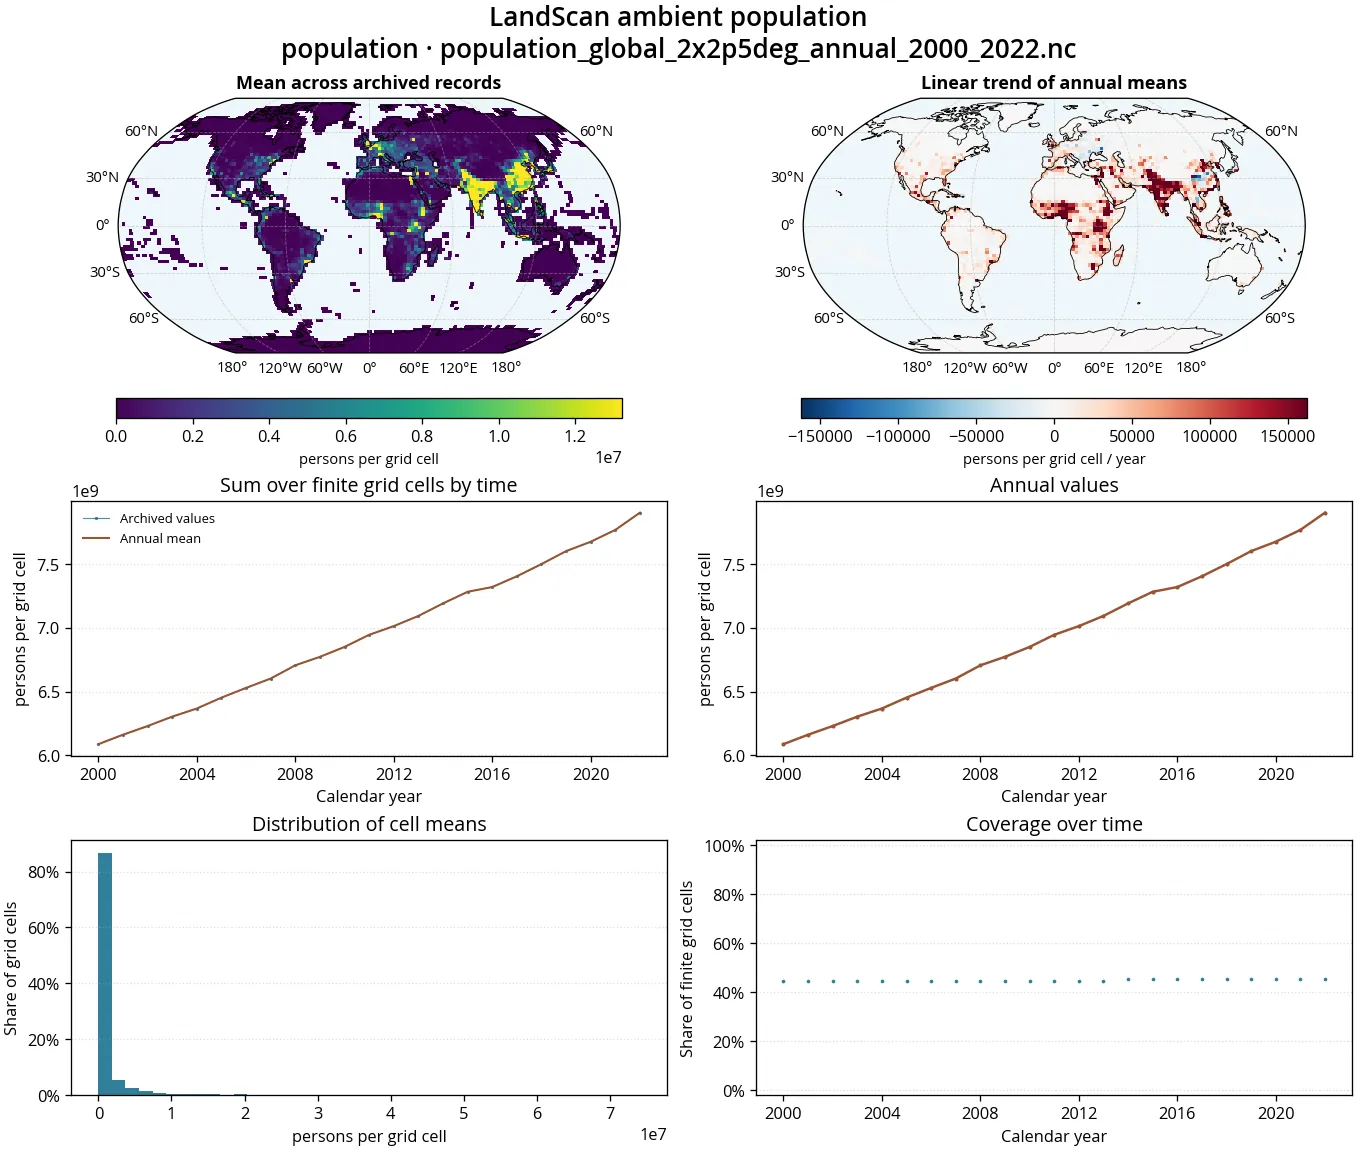 LandScan ambient population
population · population_global_2x2p5deg_annual_2000_2022.nc
Mean across archived records
60°N 60°N
30°N
0°
30°S
60°S 60°S
180° 120°W 60°W 0° 60°E 120°E 180°
0.0 0.2 0.4 0.6 0.8 1.0 1.2
1e7
persons per grid cell
Linear trend of annual means
60°N 60°N
30°N 30°N
0° 0°
30°S 30°S
60°S 60°S
180° 120°W 60°W 0° 60°E 120°E 180°
−150000 −100000 −50000 0 50000 100000 150000
persons per grid cell / year
Sum over finite grid cells by time
1e9
Archived values
Annual mean
7.5
7.0
6.5
6.0
persons per grid cell
2000 2004 2008 2012 2016 2020
Calendar year
Annual values
1e9
7.5
7.0
6.5
6.0
persons per grid cell
2000 2004 2008 2012 2016 2020
Calendar year
Distribution of cell means
80%
60%
40%
20%
0%
Share of grid cells
0 1 2 3 4 5 6 7
1e7
persons per grid cell
Coverage over time
100%
80%
60%
40%
20%
0%
Share of finite grid cells
2000 2004 2008 2012 2016 2020
Calendar year